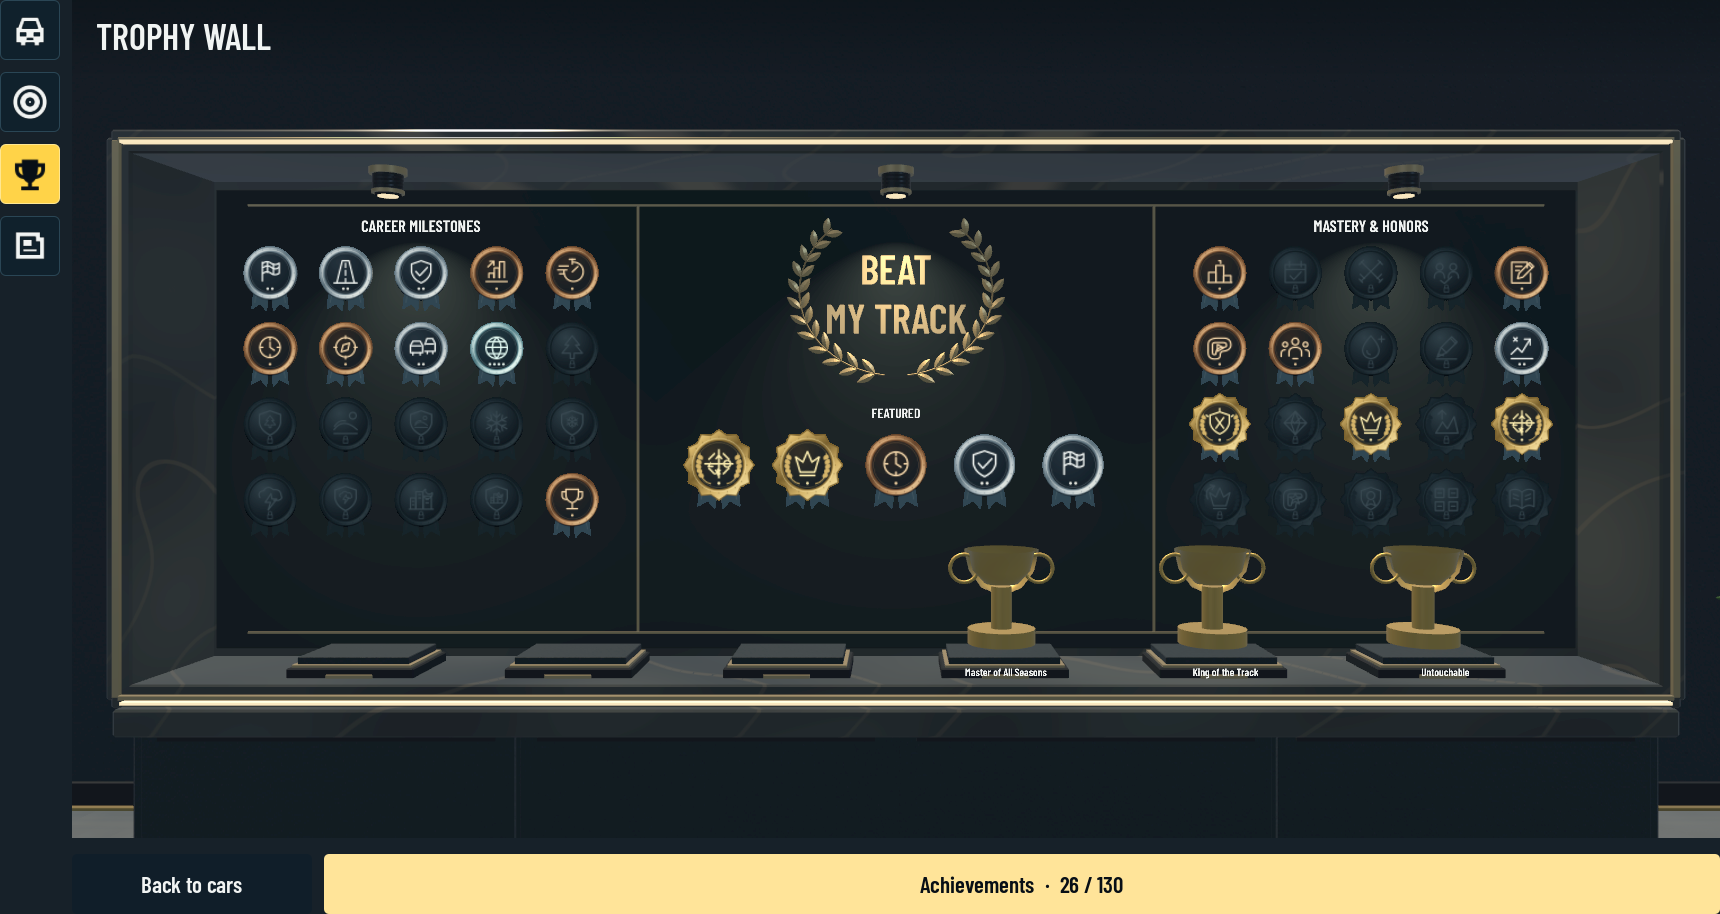 TROPHY WALL
CAREER MILESTONES
BEAT
MY TRACK
MASTERY & HONORS
FEATURED
Master of All Seasons
King of the Track
Untouchable
Back to cars
Achievements · 26 / 130